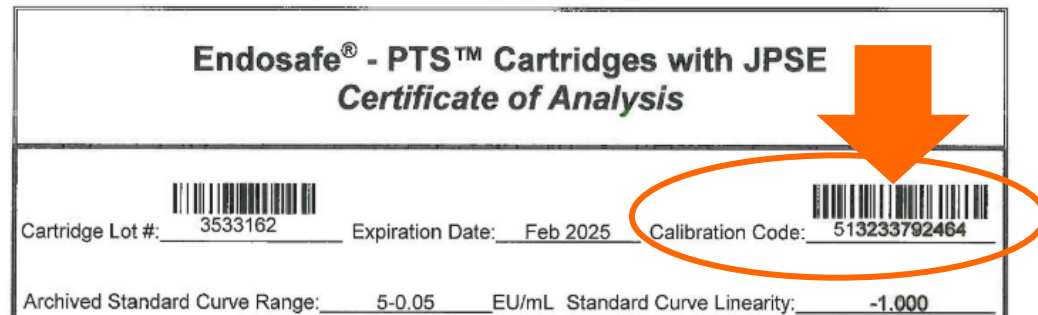 Endosafe® - PTS™ Cartridges with JPSE
Certificate of Analysis
Cartridge Lot #: 3533162 Expiration Date: Feb 2025 Calibration Code: 513233792464
Archived Standard Curve Range: 5-0.05 EU/mL Standard Curve Linearity: -1.000